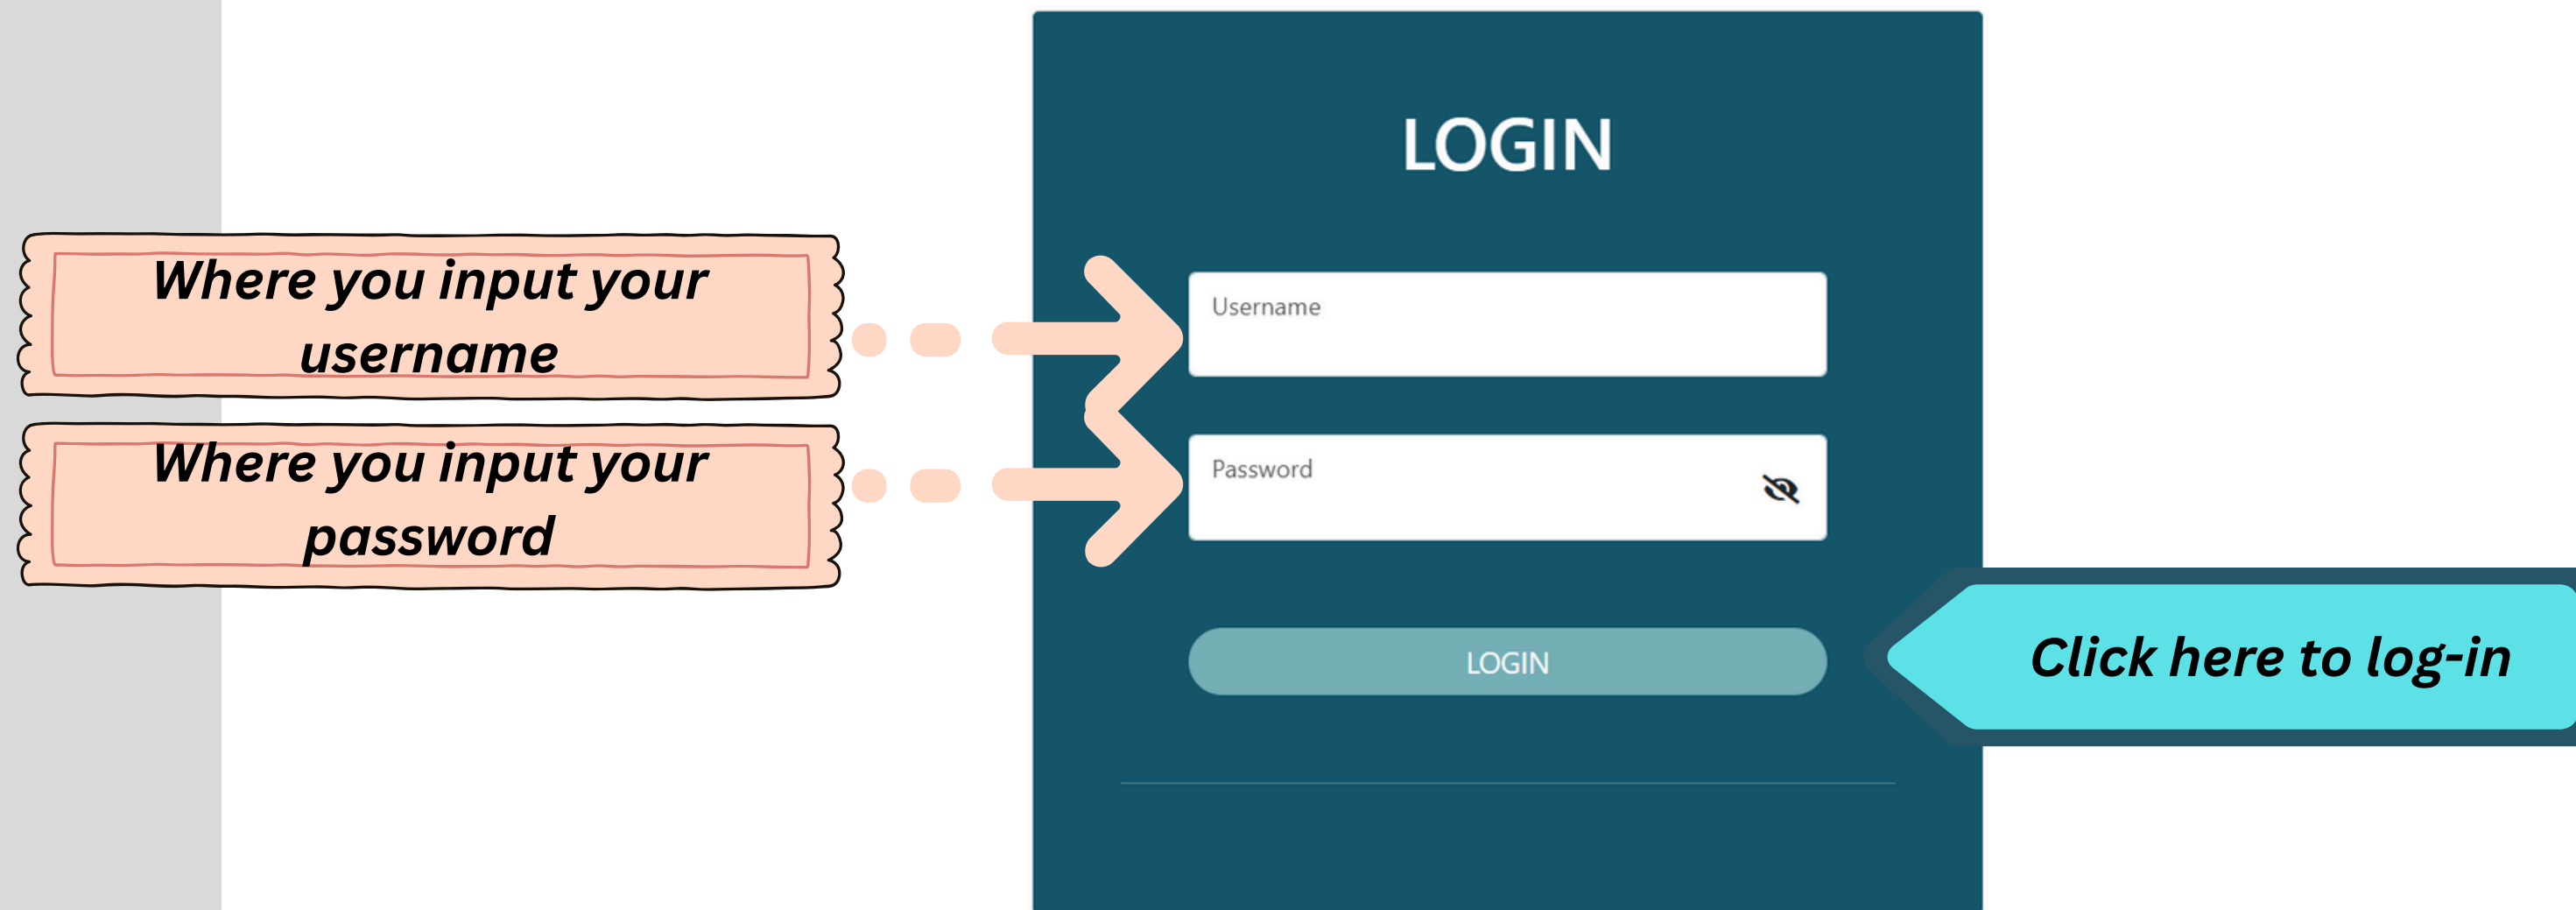 LOGIN
Where you input your
username
Username
Where you input your
password
Password
LOGIN
Click here to log-in